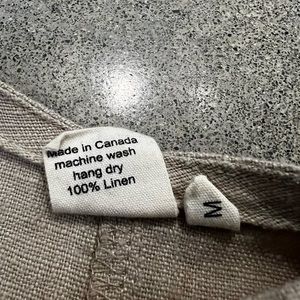 Made in Canada
machine wash
hang dry
100% Linen
M